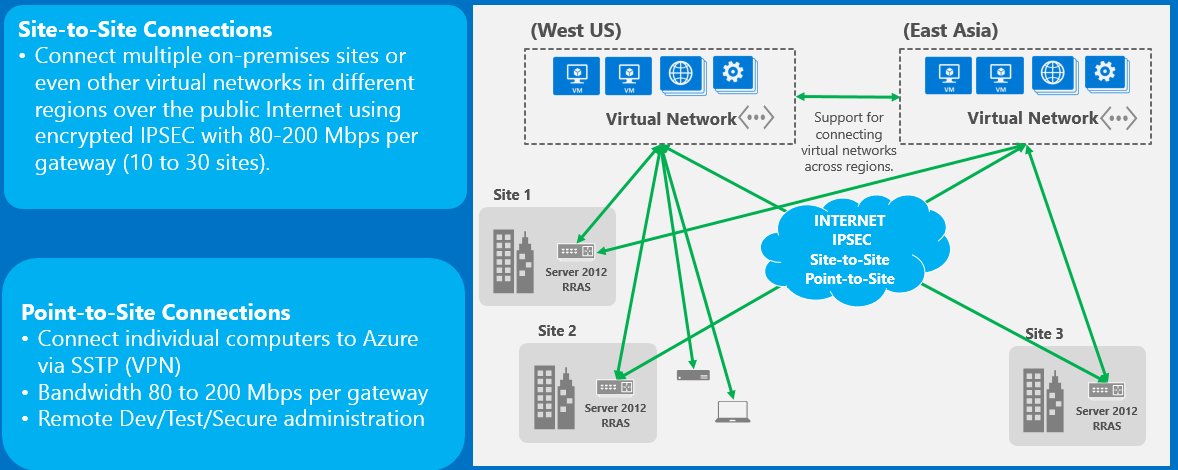 Site-to-Site Connections
• Connect multiple on-premises sites or
even other virtual networks in different
regions over the public Internet using
encrypted IPSEC with 80-200 Mbps per
gateway (10 to 30 sites).
Point-to-Site Connections
• Connect individual computers to Azure
via SSTP (VPN)
• Bandwidth 80 to 200 Mbps per gateway
• Remote Dev/Test/Secure administration
(West US)
VM
VM
Virtual Network
(East Asia)
VM
VM
Virtual Network
Support for
connecting
virtual networks
across regions.
Site 1
Server 2012
RRAS
INTERNET
IPSEC
Site-to-Site
Point-to-Site
Site 2
Server 2012
RRAS
Site 3
Server 2012
RRAS